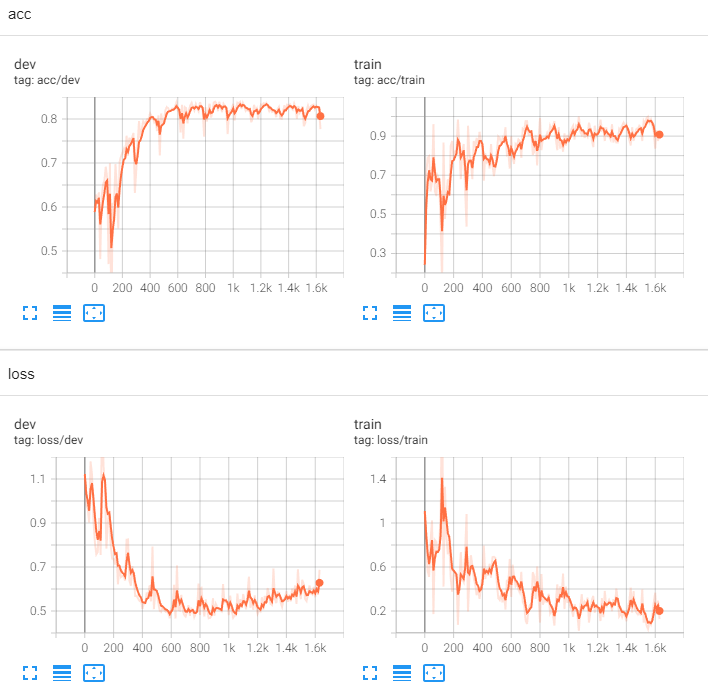 acc
dev
tag: acc/dev
0.8
0.7
0.6
0.5
0 200 400 600 800 1k 1.2k 1.4k 1.6k
train
tag: acc/train
0.9
0.7
0.5
0.3
0 200 400 600 800 1k 1.2k 1.4k 1.6k
loss
dev
tag: loss/dev
1.1
0.9
0.7
0.5
0 200 400 600 800 1k 1.2k 1.4k 1.6k
train
tag: loss/train
1.4
1
0.6
0.2
0 200 400 600 800 1k 1.2k 1.4k 1.6k